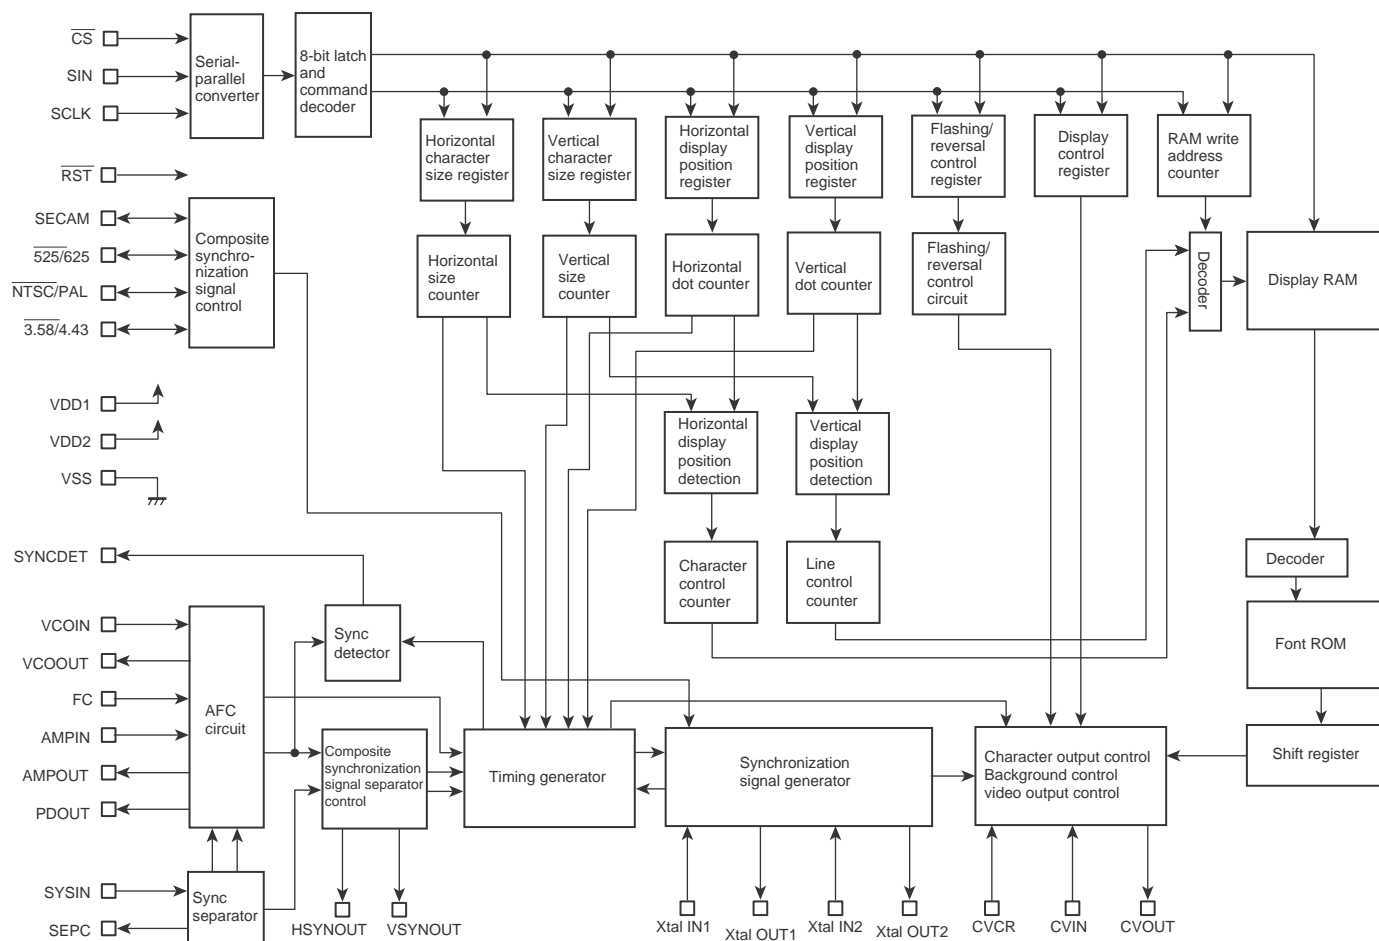 CS
SIN
SCLK
Serial-
parallel
converter
8-bit latch
and
command
decoder
RST
SECAM
525/625
NTSC/PAL
3.58/4.43
Composite
synchro-
nization
signal
control
Horizontal
character
size register
Vertical
character
size register
Horizontal
display
position
register
Vertical
display
position
register
Flashing/
reversal
control
register
Display
control
register
RAM write
address
counter
Horizontal
size
counter
Vertical
size
counter
Horizontal
dot counter
Vertical
dot counter
Flashing/
reversal
control
circuit
Decoder
Display RAM
VDD1
VDD2
VSS
Horizontal
display
position
detection
Vertical
display
position
detection
Character
control
counter
Line
control
counter
Decoder
Font ROM
Shift register
SYNCDET
VCOIN
VCOOUT
FC
AMPIN
AMPOUT
PDOUT
AFC
circuit
Sync
detector
Composite
synchronization
signal separator
control
Timing generator
Synchronization
signal generator
Character output control
Background control
video output control
SYSIN
SEPC
Sync
separator
HSYNOUT
VSYNOUT
Xtal IN1
Xtal OUT1
Xtal IN2
Xtal OUT2
CVCR
CVIN
CVOUT